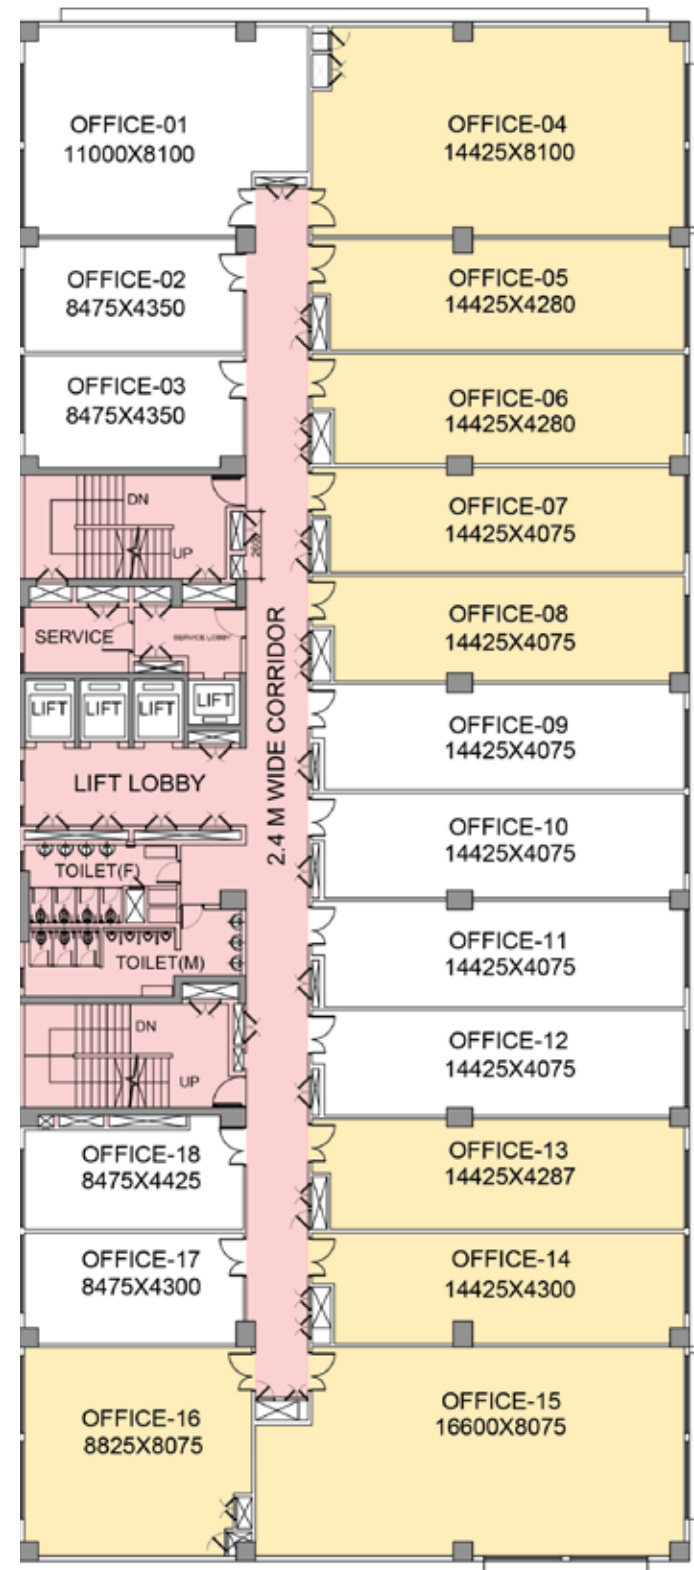 OFFICE-01
11000X8100
OFFICE-04
14425X8100
OFFICE-02
8475X4350
OFFICE-05
14425X4280
OFFICE-03
8475X4350
OFFICE-06
14425X4280
DN
UP
OFFICE-07
14425X4075
SERVICE
SERVICE LOBBY
OFFICE-08
14425X4075
LIFT
LIFT
LIFT
LIFT
2.4 M WIDE CORRIDOR
OFFICE-09
14425X4075
LIFT LOBBY
OFFICE-10
14425X4075
TOILET(F)
TOILET(M)
OFFICE-11
14425X4075
DN
UP
OFFICE-12
14425X4075
OFFICE-18
8475X4425
OFFICE-13
14425X4287
OFFICE-17
8475X4300
OFFICE-14
14425X4300
OFFICE-16
8825X8075
OFFICE-15
16600X8075